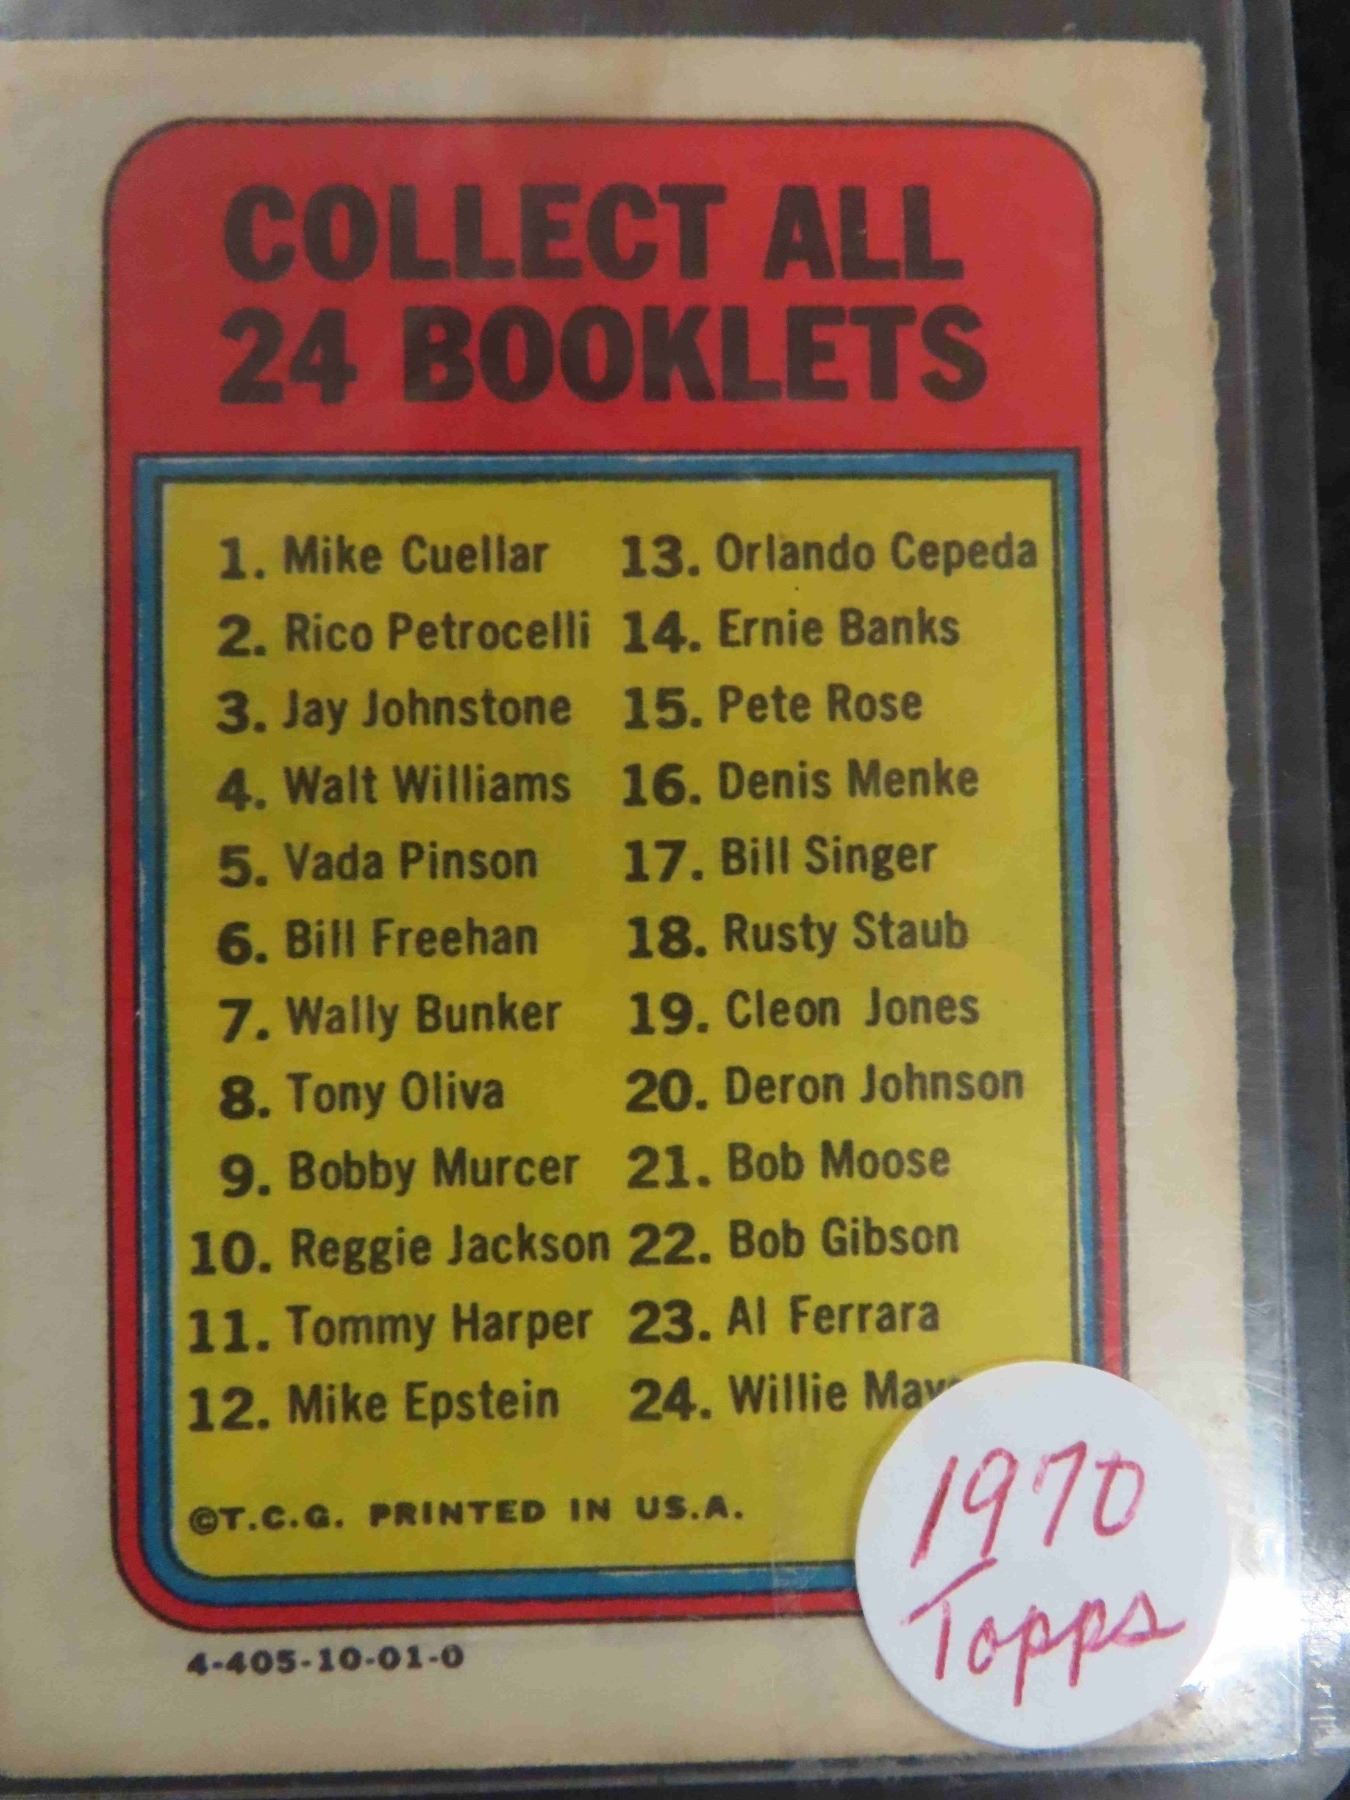 COLLECT ALL
24 BOOKLETS
1. Mike Cuellar
2. Rico Petrocelli
3. Jay Johnstone
4. Walt Williams
5. Vada Pinson
6. Bill Freehan
7. Wally Bunker
8. Tony Oliva
9. Bobby Murcer
10. Reggie Jackson
11. Tommy Harper
12. Mike Epstein
13. Orlando Cepeda
14. Ernie Banks
15. Pete Rose
16. Denis Menke
17. Bill Singer
18. Rusty Staub
19. Cleon Jones
20. Deron Johnson
21. Bob Moose
22. Bob Gibson
23. Al Ferrara
24. Willie May
©T.C.G. PRINTED IN U.S.A.
4-405-10-01-0
1970
Topps